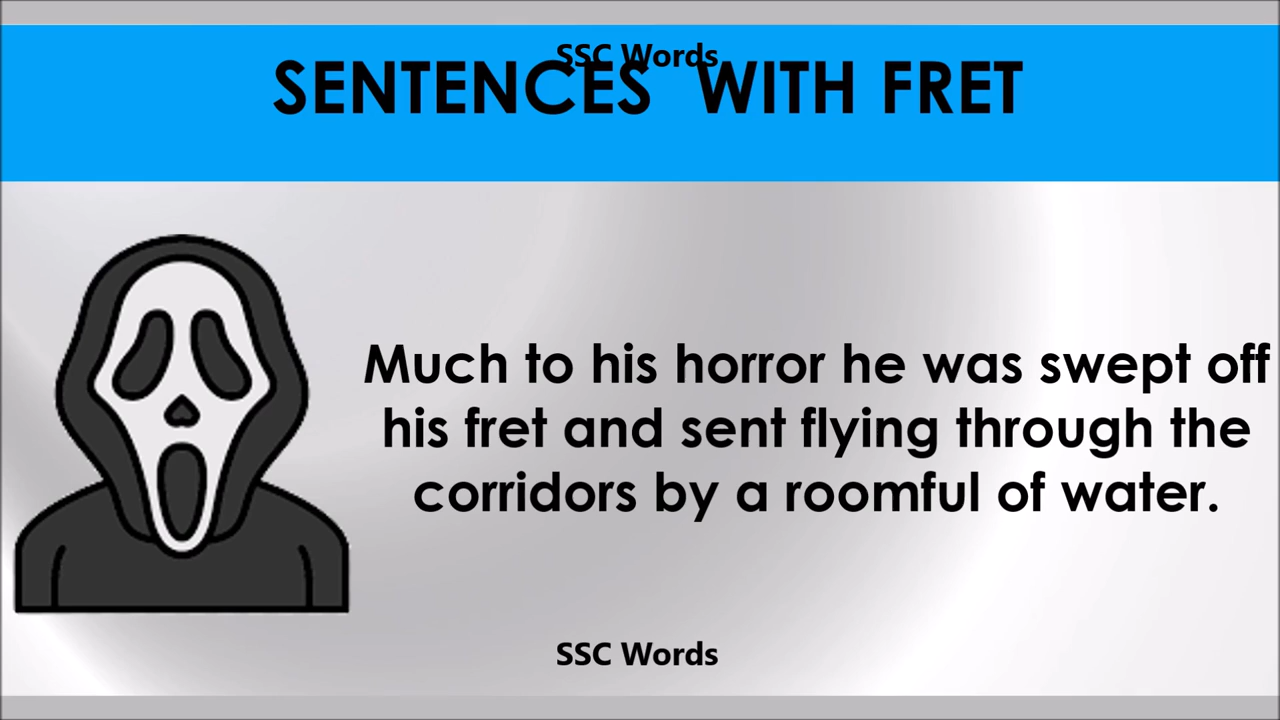 SSC Words
SENTENCES WITH FRET
Much to his horror he was swept off
his fret and sent flying through the
corridors by a roomful of water.
SSC Words